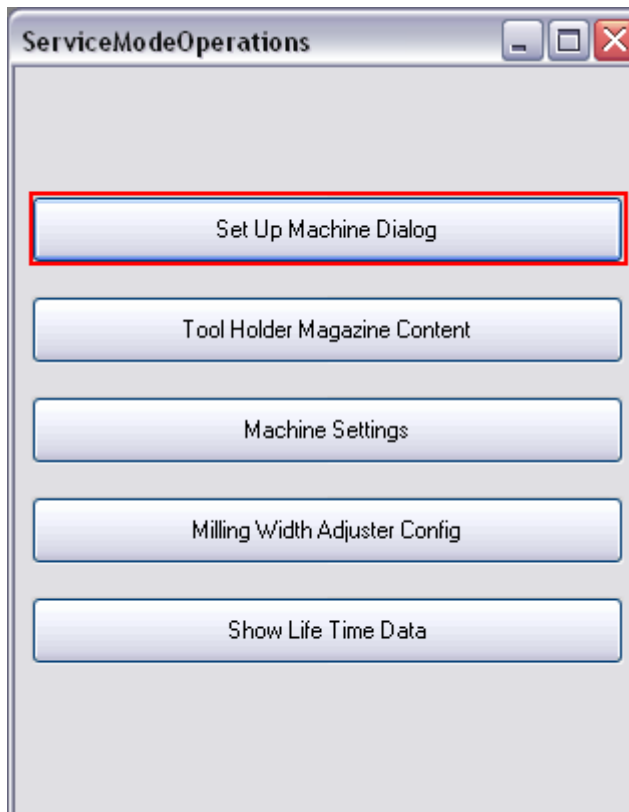 ServiceModeOperations
Set Up Machine Dialog
Tool Holder Magazine Content
Machine Settings
Milling Width Adjuster Config
Show Life Time Data